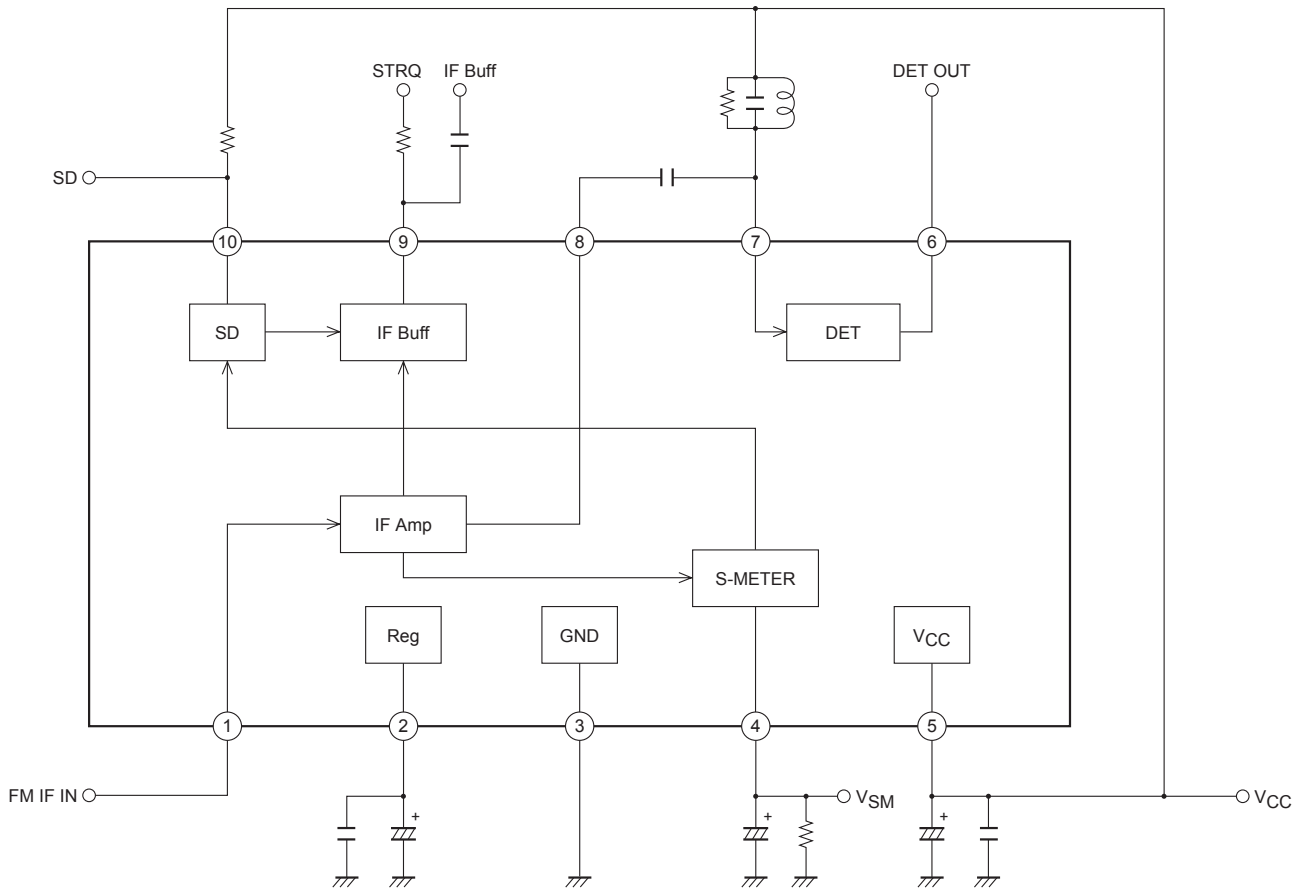 STRQ IF Buff DET OUT
SD
10 9 8 7 6
SD IF Buff DET
IF Amp
S-METER
Reg GND VCC
1 2 3 4 5
FM IF IN VSM VCC
+ + +